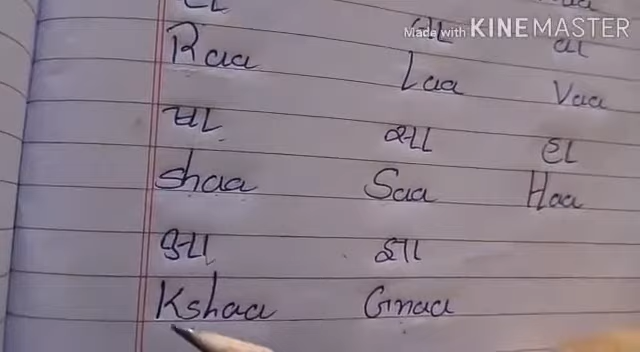 Made with KINEMASTER
રા લા વા
Raa Laa Vaa
ષા સા હા
shaa Saa Haa
ક્ષા જ્ઞા
Kshaa Gnaa